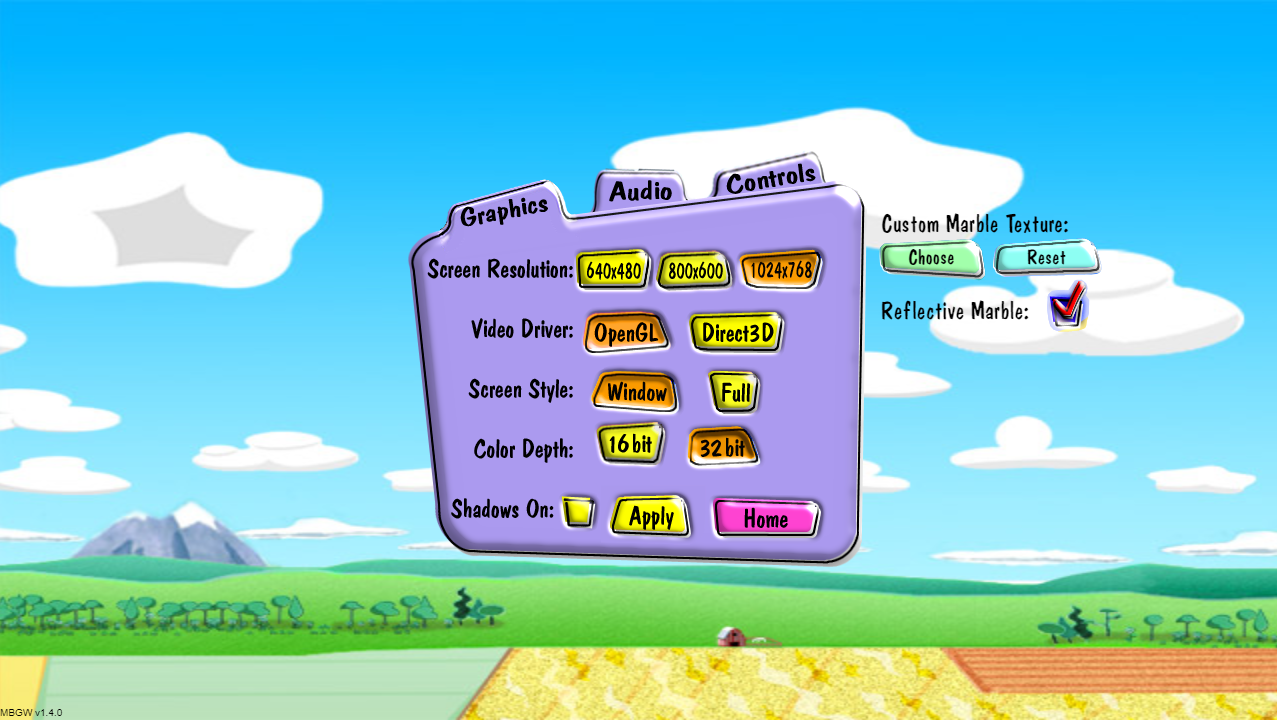 Graphics Audio Controls
Screen Resolution: 640x480 800x600 1024x768
Video Driver: OpenGL Direct3D
Screen Style: Window Full
Color Depth: 16 bit 32 bit
Shadows On: Apply Home
Custom Marble Texture:
Choose Reset
Reflective Marble:
MBGW v1.4.0